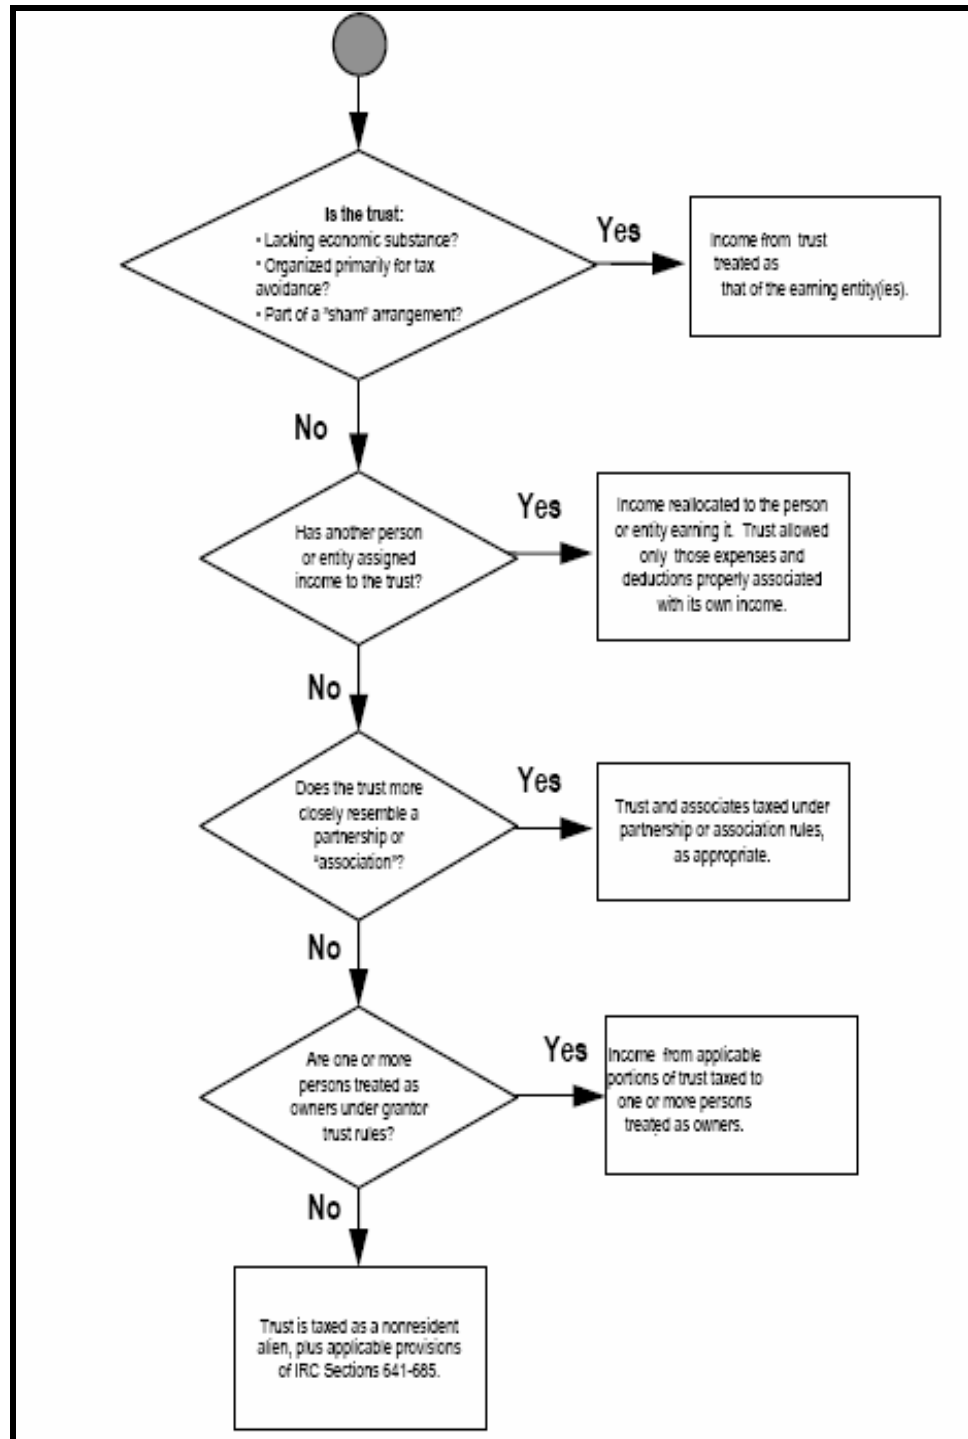 Is the trust:
• Lacking economic substance?
• Organized primarily for tax
avoidance?
• Part of a "sham" arrangement?
Yes
Income from trust
treated as
that of the earning entity(ies).
No
Has another person
or entity assigned
income to the trust?
Yes
Income reallocated to the person
or entity earning it. Trust allowed
only those expenses and
deductions properly associated
with its own income.
No
Does the trust more
closely resemble a
partnership or
"association"?
Yes
Trust and associates taxed under
partnership or association rules,
as appropriate.
No
Are one or more
persons treated as
owners under grantor
trust rules?
Yes
Income from applicable
portions of trust taxed to
one or more persons
treated as owners.
No
Trust is taxed as a nonresident
alien, plus applicable provisions
of IRC Sections 641-685.